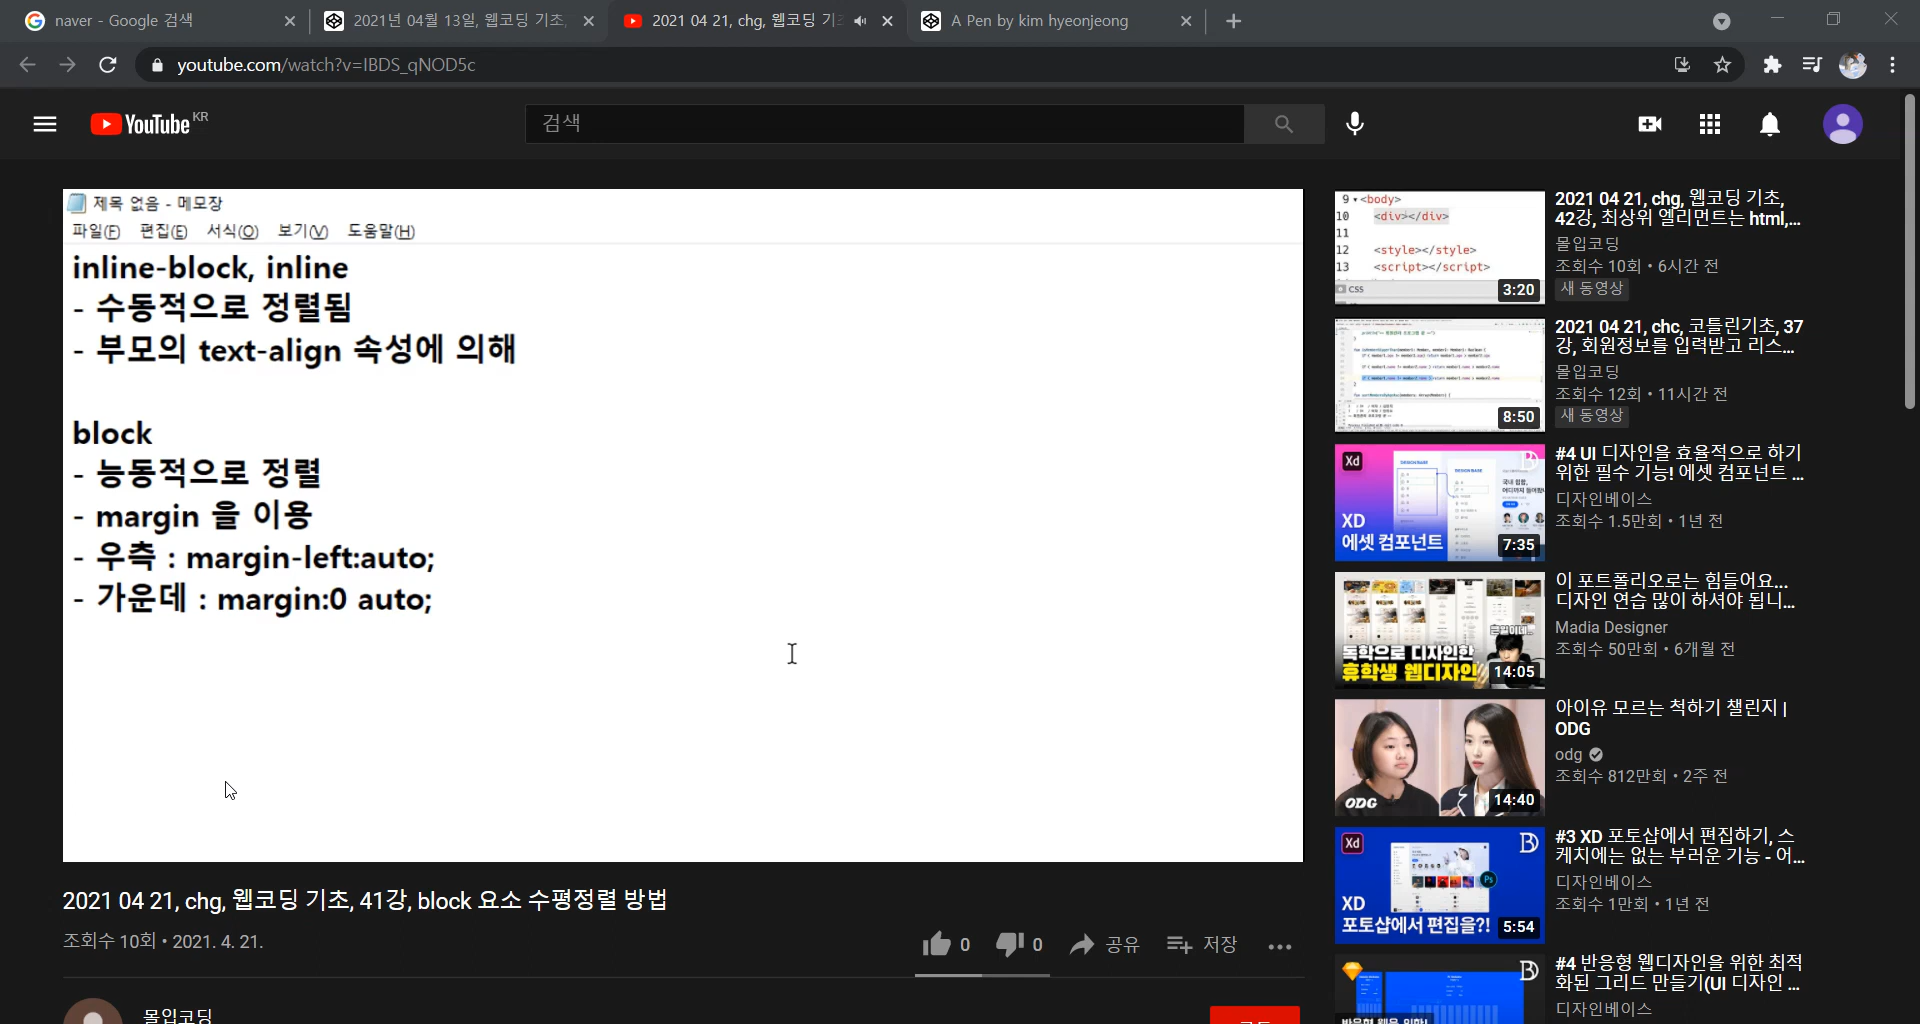 naver - Google 검색
2021년 04월 13일, 웹코딩 기초,
2021 04 21, chg, 웹코딩 기초
A Pen by kim hyeonjeong
youtube.com/watch?v=IBDS_qNOD5c
YouTube KR
검색
제목 없음 - 메모장
파일(F) 편집(E) 서식(O) 보기(V) 도움말(H)
inline-block, inline
- 수동적으로 정렬됨
- 부모의 text-align 속성에 의해
block
- 능동적으로 정렬
- margin 을 이용
- 우측 : margin-left:auto;
- 가운데 : margin:0 auto;
2021 04 21, chg, 웹코딩 기초, 41강, block 요소 수평정렬 방법
조회수 10회 • 2021. 4. 21.
0 0 공유 저장
몰입코딩
9 <body>
10 <div></div>
11
12 <style></style>
13 <script></script>
CSS
3:20
2021 04 21, chg, 웹코딩 기초,
42강, 최상위 엘리먼트는 html,...
몰입코딩
조회수 10회 • 6시간 전
새 동영상
8:50
2021 04 21, chc, 코틀린기초, 37
강, 회원정보를 입력받고 리스...
몰입코딩
조회수 12회 • 11시간 전
새 동영상
Xd
DESIGN BASE
DESIGN BASE
XD
에셋 컴포넌트
7:35
#4 UI 디자인을 효율적으로 하기
위한 필수 기능! 에셋 컴포넌트 ...
디자인베이스
조회수 1.5만회 • 1년 전
독학으로 디자인한
휴학생 웹디자인
14:05
이 포트폴리오로는 힘들어요...
디자인 연습 많이 하셔야 됩니...
Madia Designer
조회수 50만회 • 6개월 전
ODG
14:40
아이유 모르는 척하기 챌린지 |
ODG
odg
조회수 812만회 • 2주 전
Xd
Ps
XD
포토샵에서 편집을?!
5:54
#3 XD 포토샵에서 편집하기, 스
케치에는 없는 부러운 기능 - 어...
디자인베이스
조회수 1만회 • 1년 전
#4 반응형 웹디자인을 위한 최적
화된 그리드 만들기(UI 디자인 ...
디자인베이스